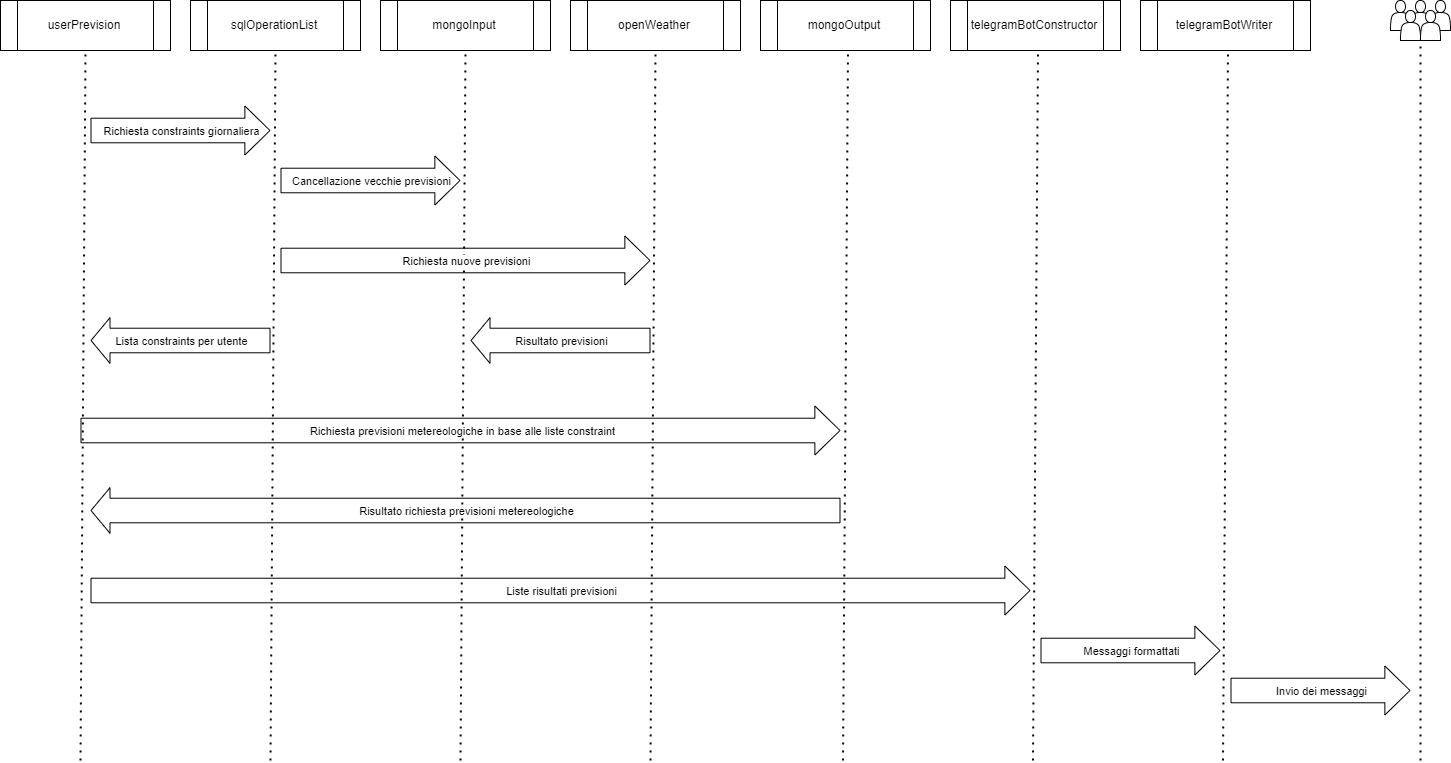 userPrevision
sqlOperationList
mongoInput
openWeather
mongoOutput
telegramBotConstructor
telegramBotWriter
Richiesta constraints giornaliera
Cancellazione vecchie previsioni
Richiesta nuove previsioni
Lista constraints per utente
Risultato previsioni
Richiesta previsioni metereologiche in base alle liste constraint
Risultato richiesta previsioni metereologiche
Liste risultati previsioni
Messaggi formattati
Invio dei messaggi